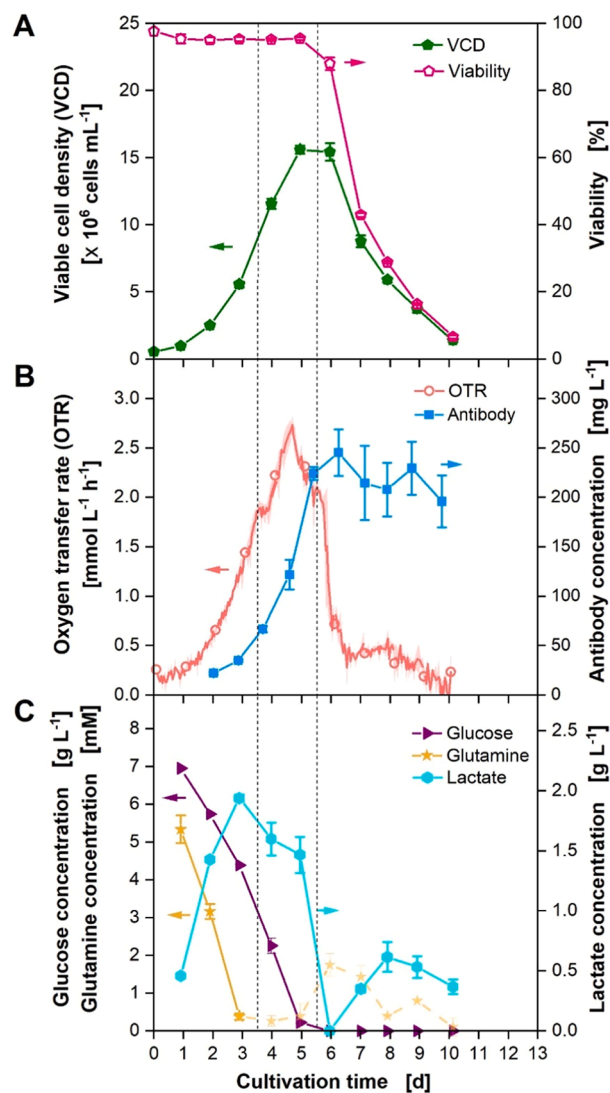 A
Viable cell density (VCD)
[x 10⁶ cells mL⁻¹]
25
20
15
10
5
0
VCD
Viability
100
80
60
40
20
0
Viability [%]
B
Oxygen transfer rate (OTR)
[mmol L⁻¹ h⁻¹]
3.0
2.5
2.0
1.5
1.0
0.5
0.0
OTR
Antibody
300
250
200
150
100
50
0
Antibody concentration [mg L⁻¹]
C
Glucose concentration [g L⁻¹]
Glutamine concentration [mM]
8
7
6
5
4
3
2
1
0
Glucose
Glutamine
Lactate
2.5
2.0
1.5
1.0
0.5
0.0
Lactate concentration [g L⁻¹]
0 1 2 3 4 5 6 7 8 9 10 11 12 13
Cultivation time [d]